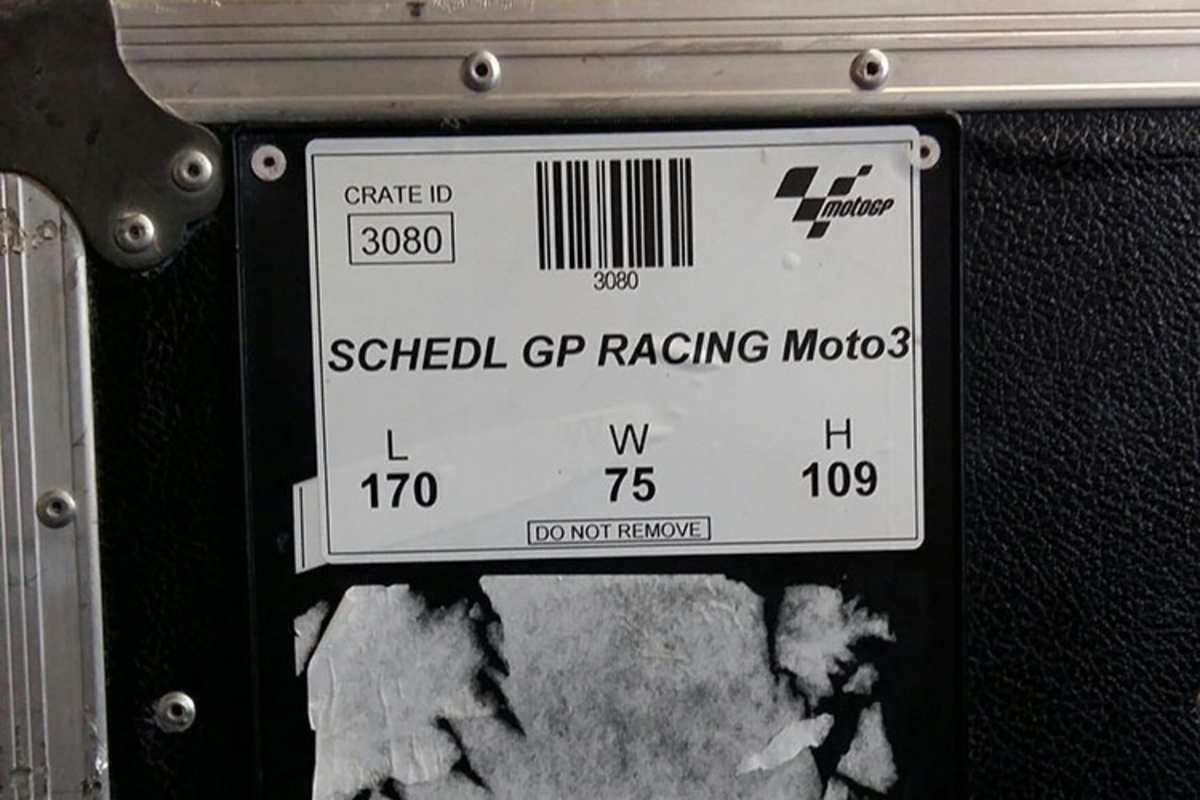 CRATE ID
3080
3080
motoGP
SCHEDL GP RACING Moto3
L W H
170 75 109
DO NOT REMOVE